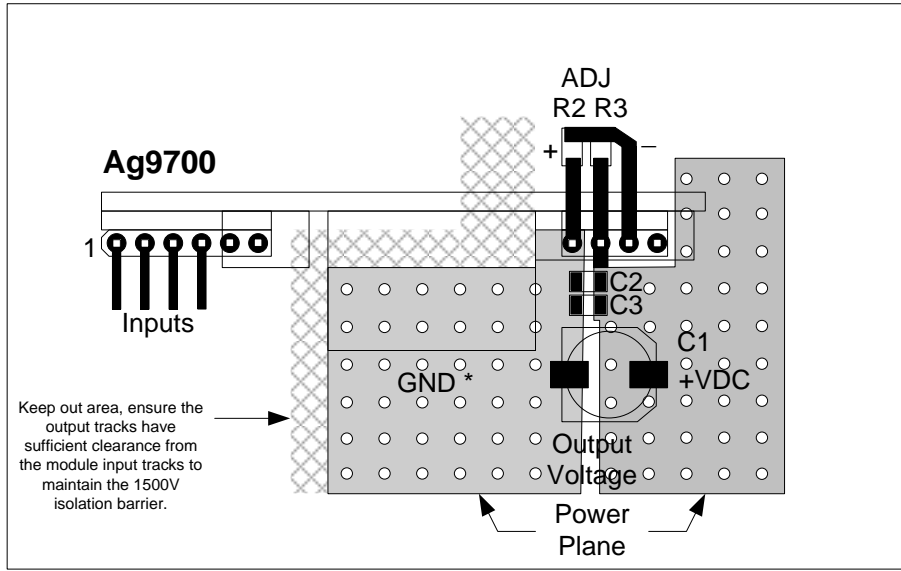 ADJ
R2 R3
+ –
Ag9700
1
Inputs
C2
C3
C1
GND *
+VDC
Keep out area, ensure the
output tracks have
sufficient clearance from
the module input tracks to
maintain the 1500V
isolation barrier.
Output
Voltage
Power
Plane